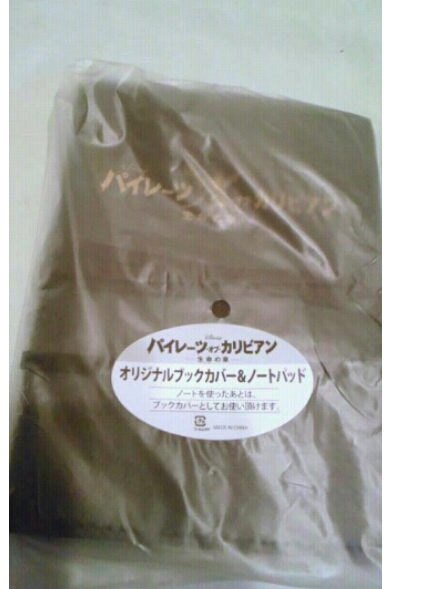 パイレーツ オブ カリビアン
Disney
パイレーツオブ・カリビアン
生命の泉
オリジナルブックカバー&ノートパッド
ノートを使ったあとは、
ブックカバーとしてお使い頂けます。
MADE IN CHINA